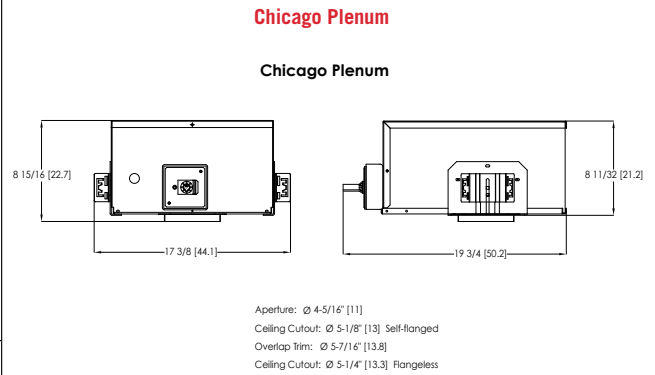 Chicago Plenum
Chicago Plenum
8 15/16 [22.7]
8 11/32 [21.2]
17 3/8 [44.1]
19 3/4 [50.2]
Aperture: Ø 4-5/16" [11]
Ceiling Cutout: Ø 5-1/8" [13] Self-flanged
Overlap Trim: Ø 5-7/16" [13.8]
Ceiling Cutout: Ø 5-1/4" [13.3] Flangeless